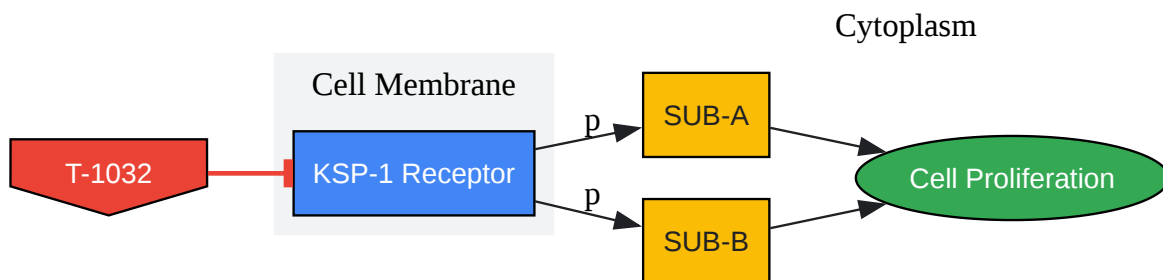 Cytoplasm
Cell Membrane
T-1032
KSP-1 Receptor
p
SUB-A
p
SUB-B
Cell Proliferation